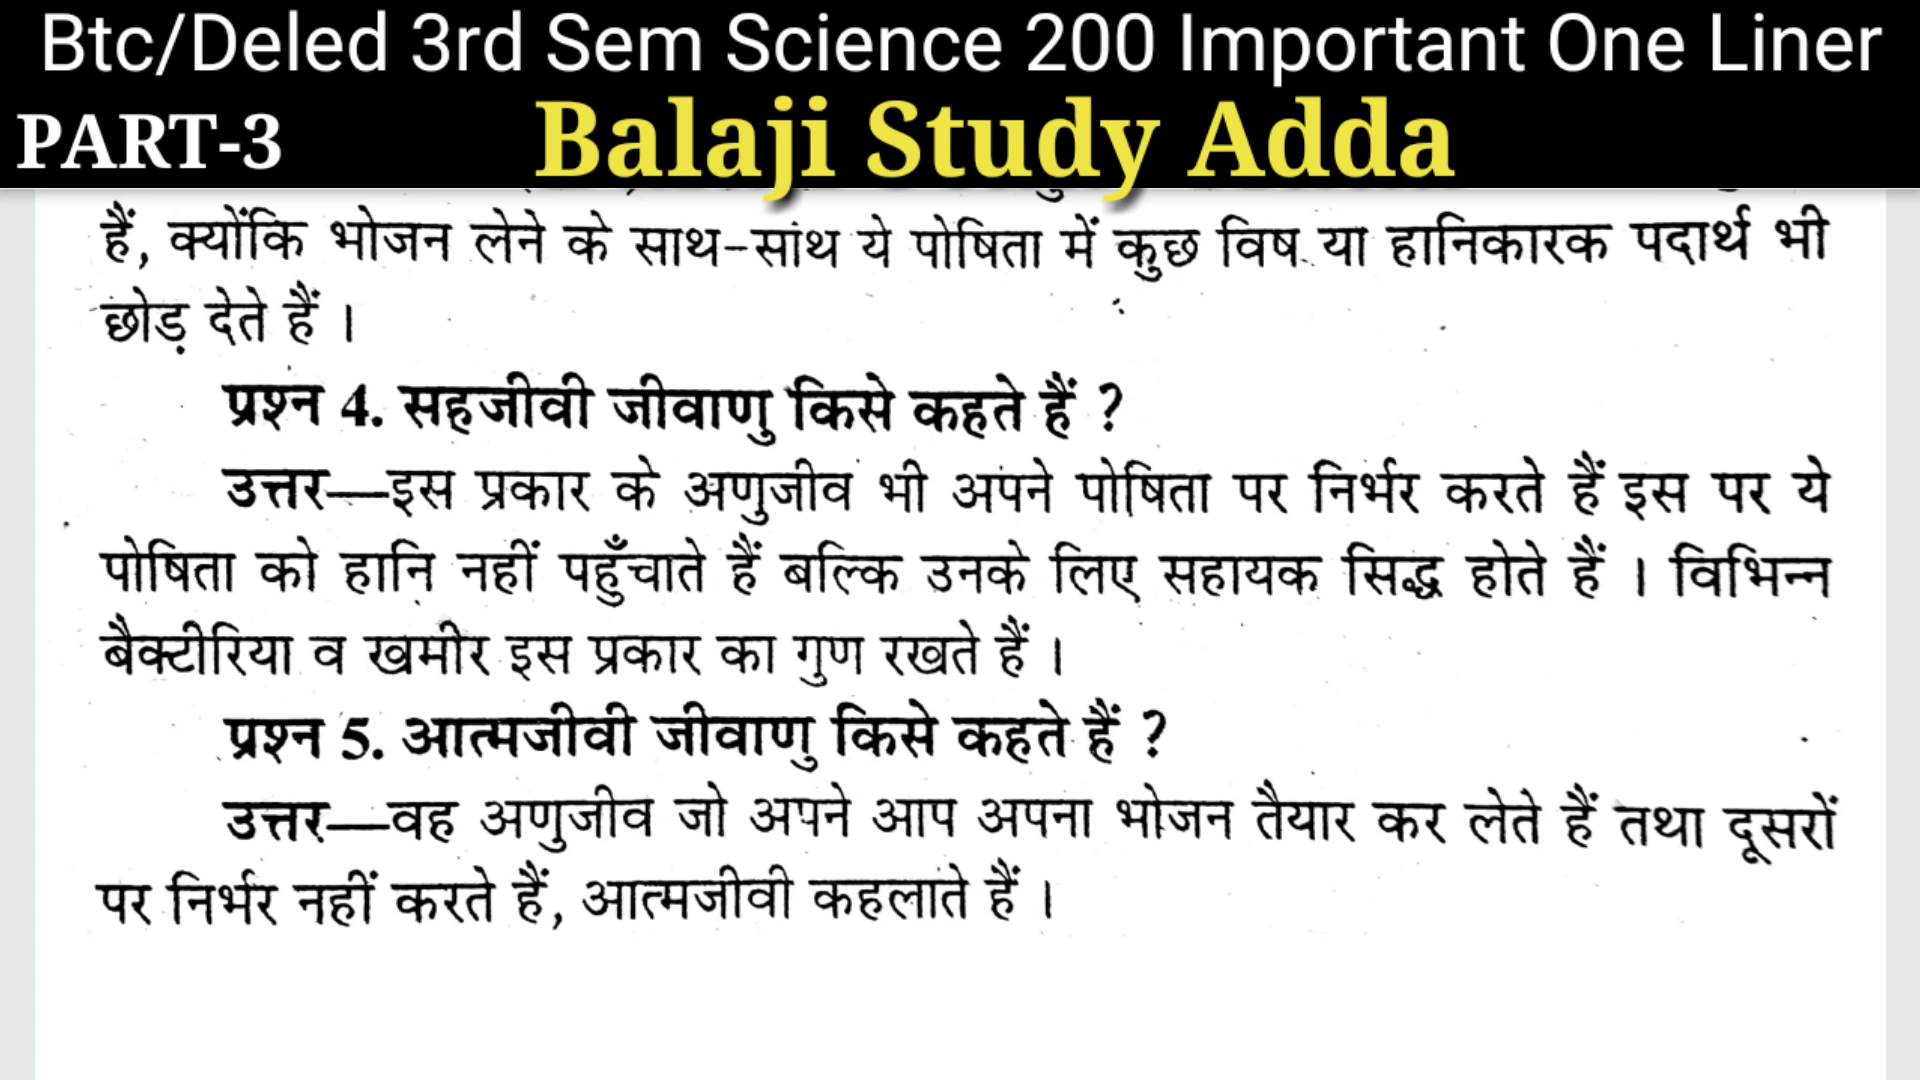 Btc/Deled 3rd Sem Science 200 Important One Liner
PART-3 Balaji Study Adda
हैं, क्योंकि भोजन लेने के साथ-साथ ये पोषिता में कुछ विष या हानिकारक पदार्थ भी
छोड़ देते हैं ।
प्रश्न 4. सहजीवी जीवाणु किसे कहते हैं ?
उत्तर—इस प्रकार के अणुजीव भी अपने पोषिता पर निर्भर करते हैं इस पर ये
पोषिता को हानि नहीं पहुँचाते हैं बल्कि उनके लिए सहायक सिद्ध होते हैं । विभिन्न
बैक्टीरिया व खमीर इस प्रकार का गुण रखते हैं ।
प्रश्न 5. आत्मजीवी जीवाणु किसे कहते हैं ?
उत्तर—वह अणुजीव जो अपने आप अपना भोजन तैयार कर लेते हैं तथा दूसरों
पर निर्भर नहीं करते हैं, आत्मजीवी कहलाते हैं ।